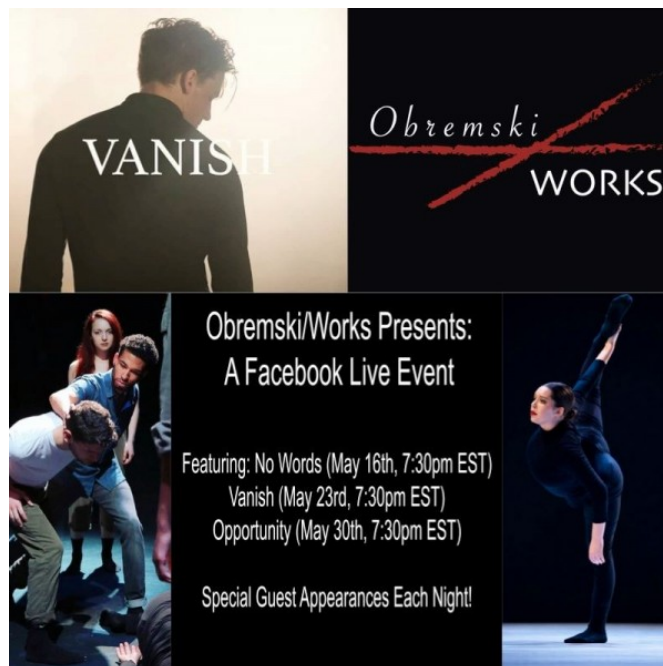 VANISH
Obremski
WORKS
Obremski/Works Presents:
A Facebook Live Event
Featuring: No Words (May 16th, 7:30pm EST)
Vanish (May 23rd, 7:30pm EST)
Opportunity (May 30th, 7:30pm EST)
Special Guest Appearances Each Night!